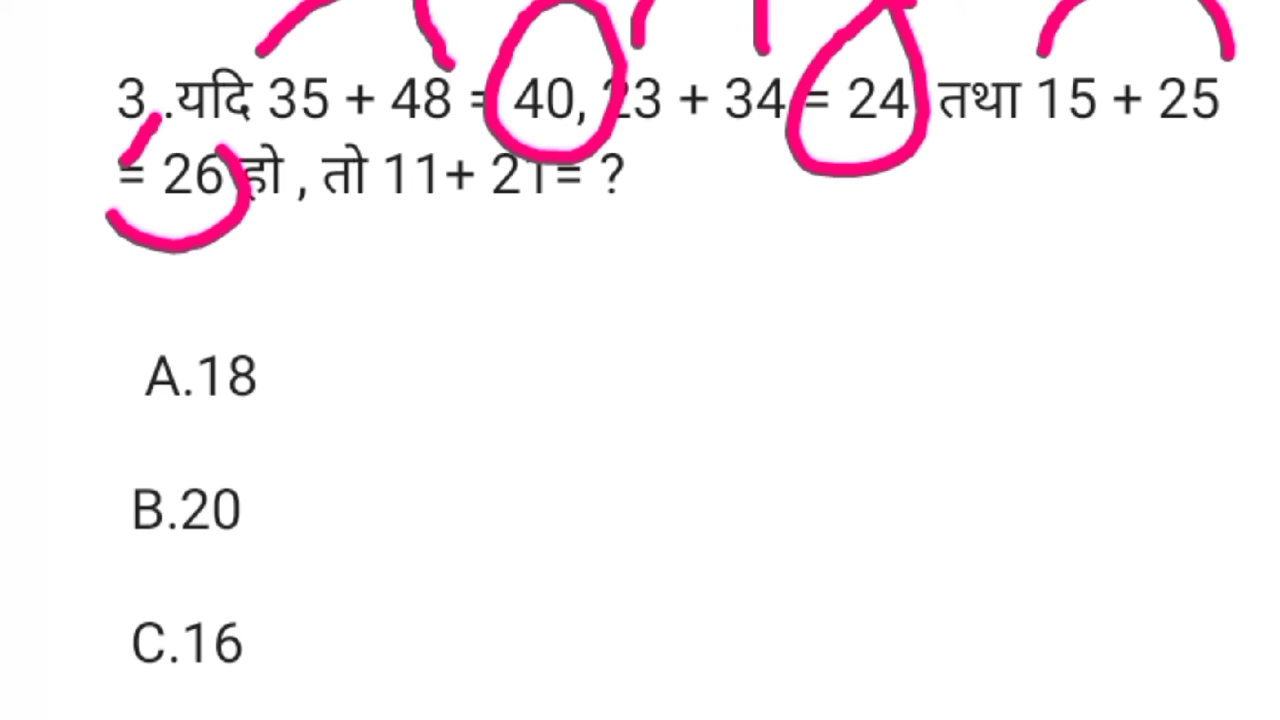 3. .यदि 35 + 48 = 40, 23 + 34 = 24, तथा 15 + 25
= 26 हो , तो 11+ 21= ?
A.18
B.20
C.16